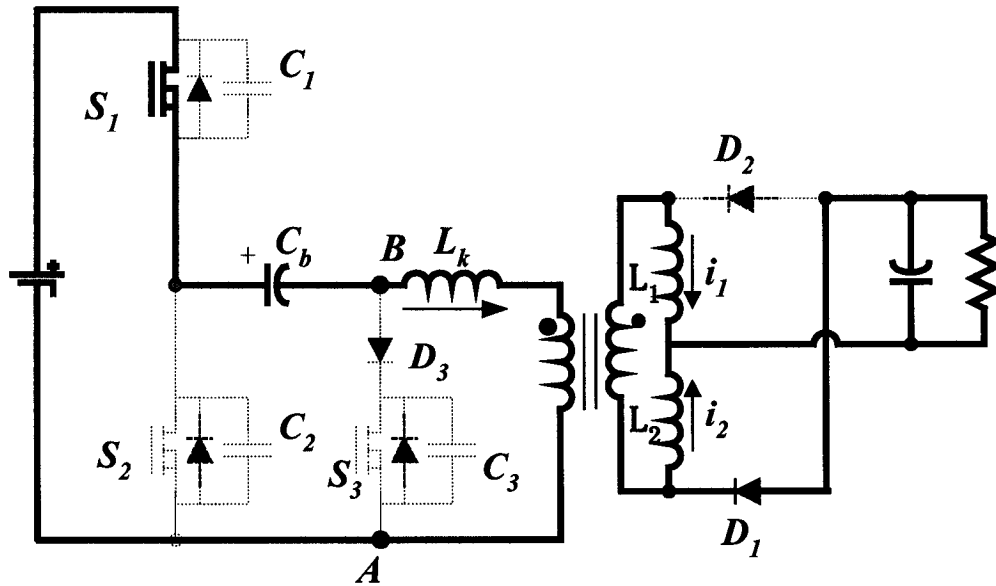 C1
S1
D2
+ Cb B Lk
L1 i1
D3
L2 i2
S2 C2 S3 C3
D1
A